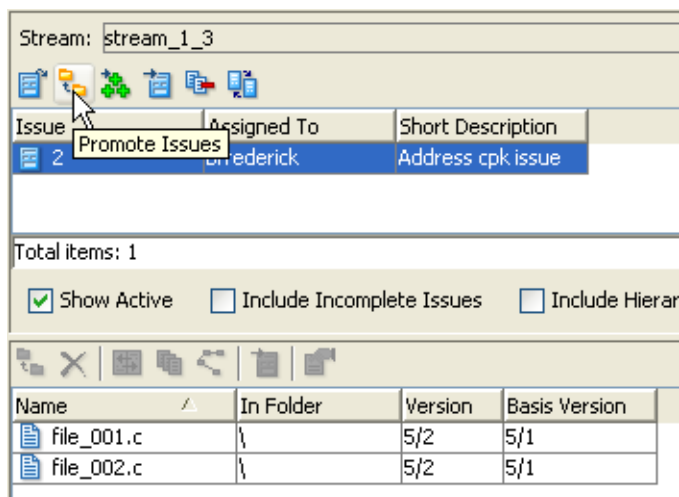 Stream: stream_1_3
Issue Assigned To Short Description
Promote Issues
2 Address cpk issue
Total items: 1
Show Active Include Incomplete Issues Include Hierar
Name In Folder Version Basis Version
file_001.c \ 5/2 5/1
file_002.c \ 5/2 5/1